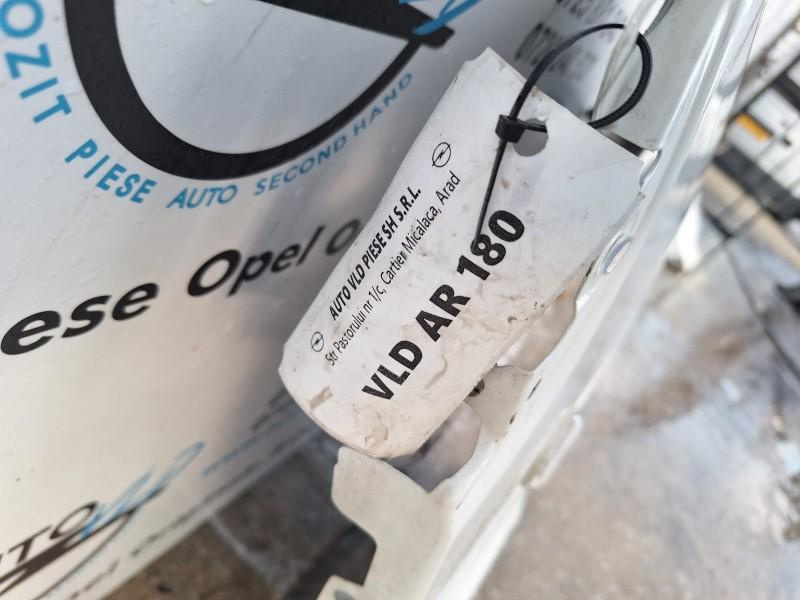 OZIT PIESE AUTO SECOND HAND
ese Opel
AUTO VLD PIESE SH S.R.L.
Str Pastorului nr 1/c, Cartier Micalaca, Arad
VLD AR 180